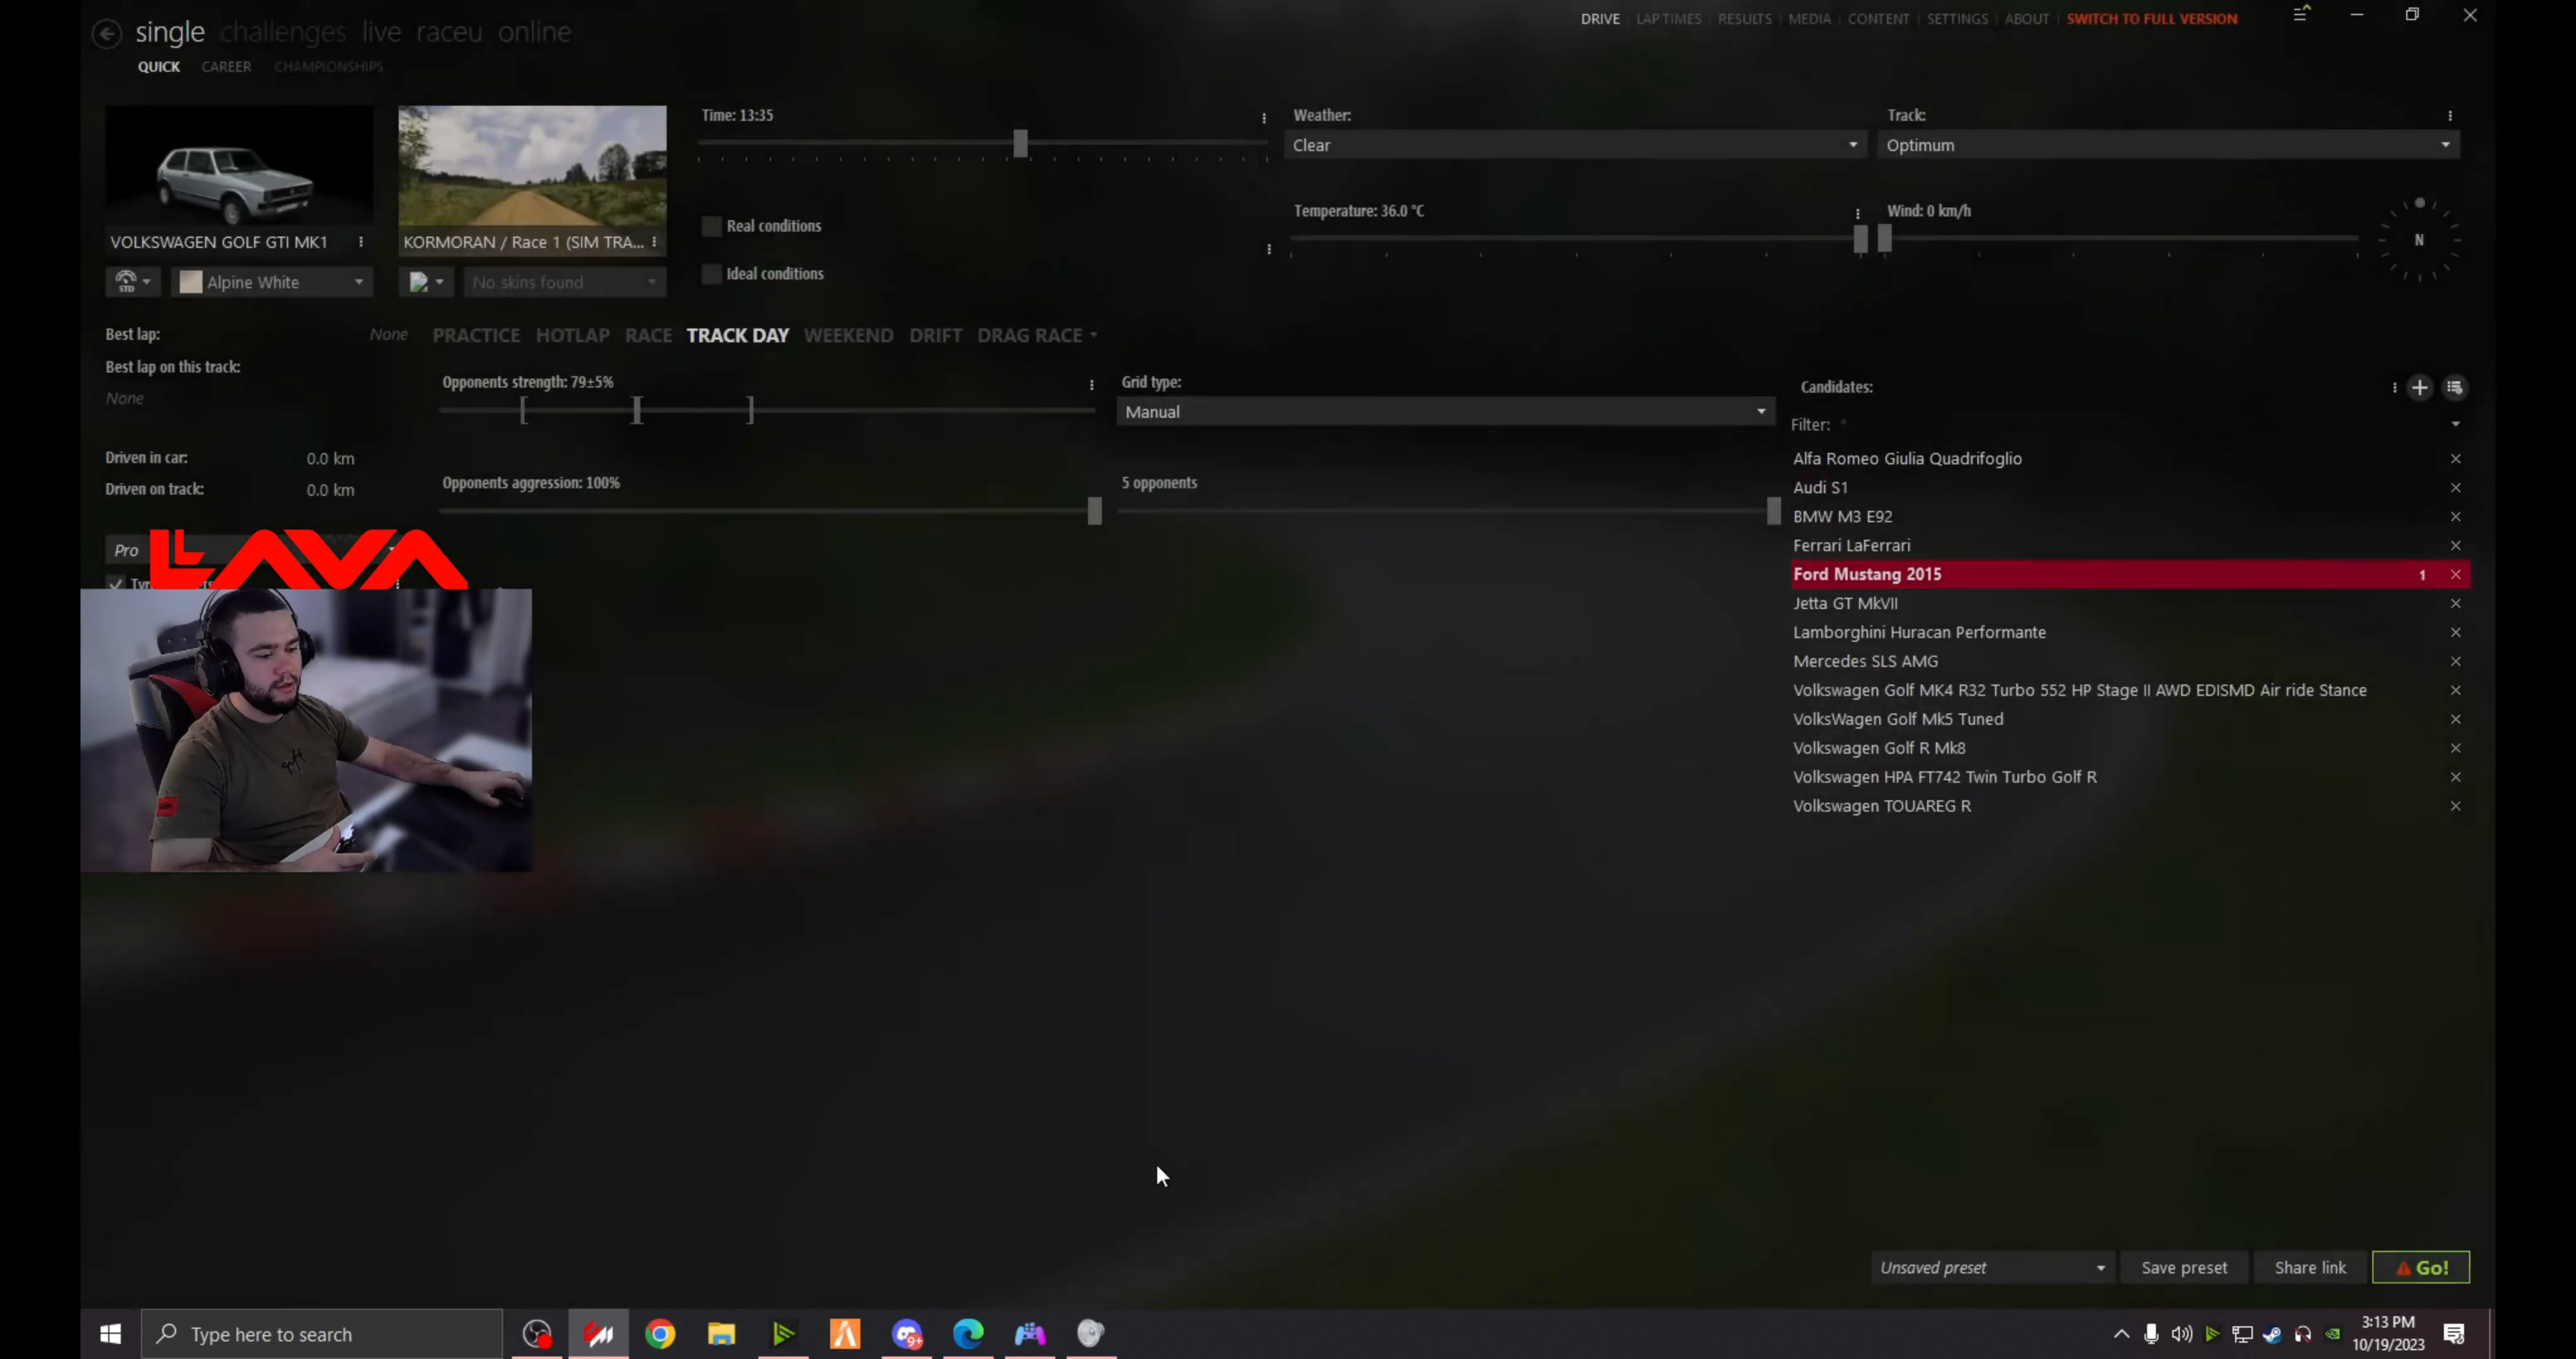 single challenges live raceu online
DRIVE LAP TIMES RESULTS MEDIA CONTENT SETTINGS ABOUT SWITCH TO FULL VERSION
QUICK CAREER CHAMPIONSHIPS
VOLKSWAGEN GOLF GTI MK1
KORMORAN / Race 1 (SIM TRA...
STD
Alpine White
No skins found
Time: 13:35
Real conditions
Ideal conditions
Weather:
Clear
Track:
Optimum
Temperature: 36.0 °C
Wind: 0 km/h
N
Best lap: None
Best lap on this track:
None
Driven in car: 0.0 km
Driven on track: 0.0 km
Pro
LAVA
PRACTICE HOTLAP RACE TRACK DAY WEEKEND DRIFT DRAG RACE
Opponents strength: 79±5%
Opponents aggression: 100%
Grid type:
Manual
5 opponents
Candidates:
Filter: *
Alfa Romeo Giulia Quadrifoglio
Audi S1
BMW M3 E92
Ferrari LaFerrari
Ford Mustang 2015 1
Jetta GT MkVII
Lamborghini Huracan Performante
Mercedes SLS AMG
Volkswagen Golf MK4 R32 Turbo 552 HP Stage II AWD EDISMD Air ride Stance
VolksWagen Golf Mk5 Tuned
Volkswagen Golf R Mk8
Volkswagen HPA FT742 Twin Turbo Golf R
Volkswagen TOUAREG R
Unsaved preset
Save preset
Share link
Go!
Type here to search
9+
3:13 PM
10/19/2023